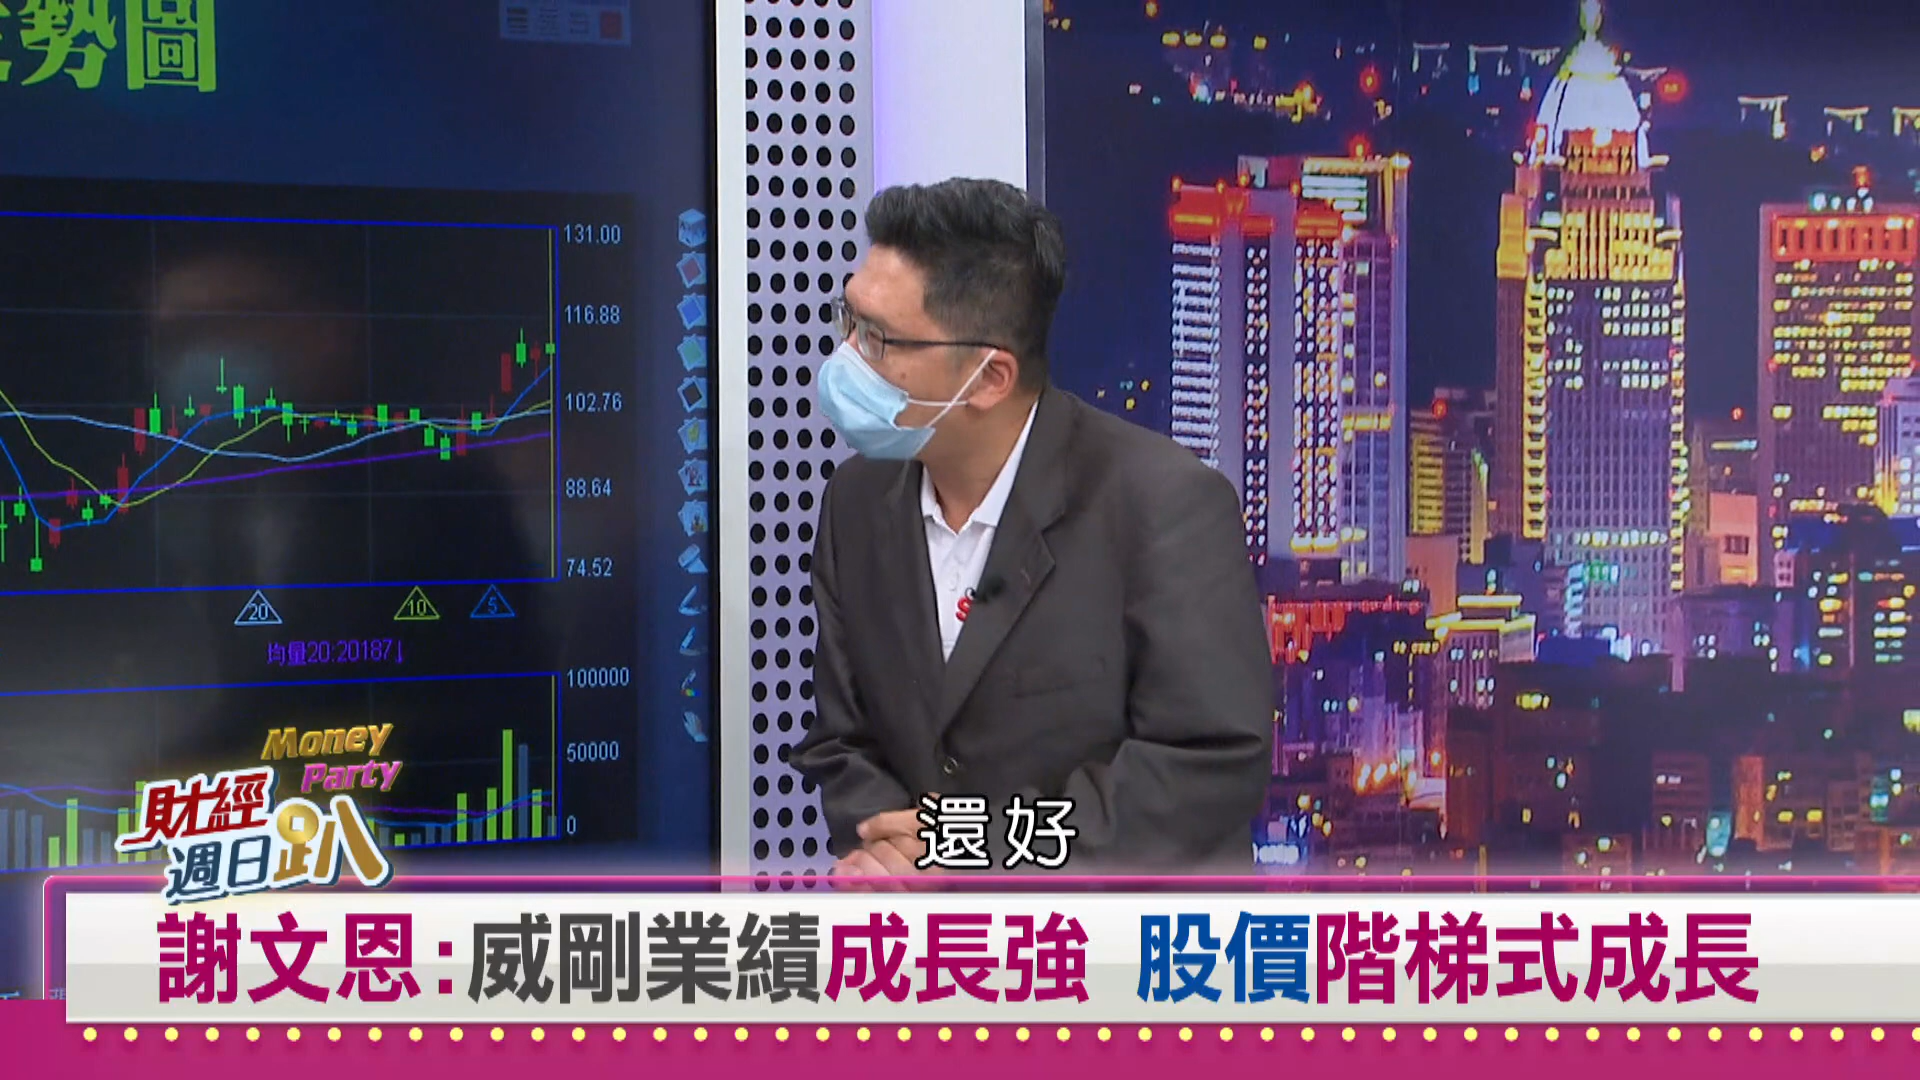 勢圖
131.00
116.88
102.76
88.64
74.52
20
10
5
均量20:20187↓
100000
50000
0
Money
Party
財經
週日趴
還好
謝文恩:威剛業績成長強 股價階梯式成長